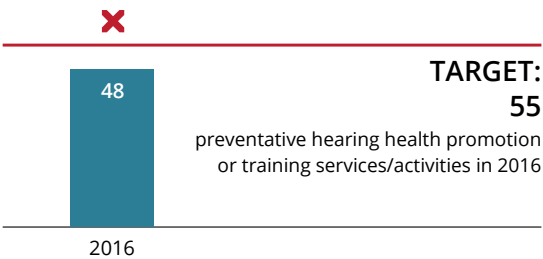 TARGET:
48
55
preventative hearing health promotion
or training services/activities in 2016
2016